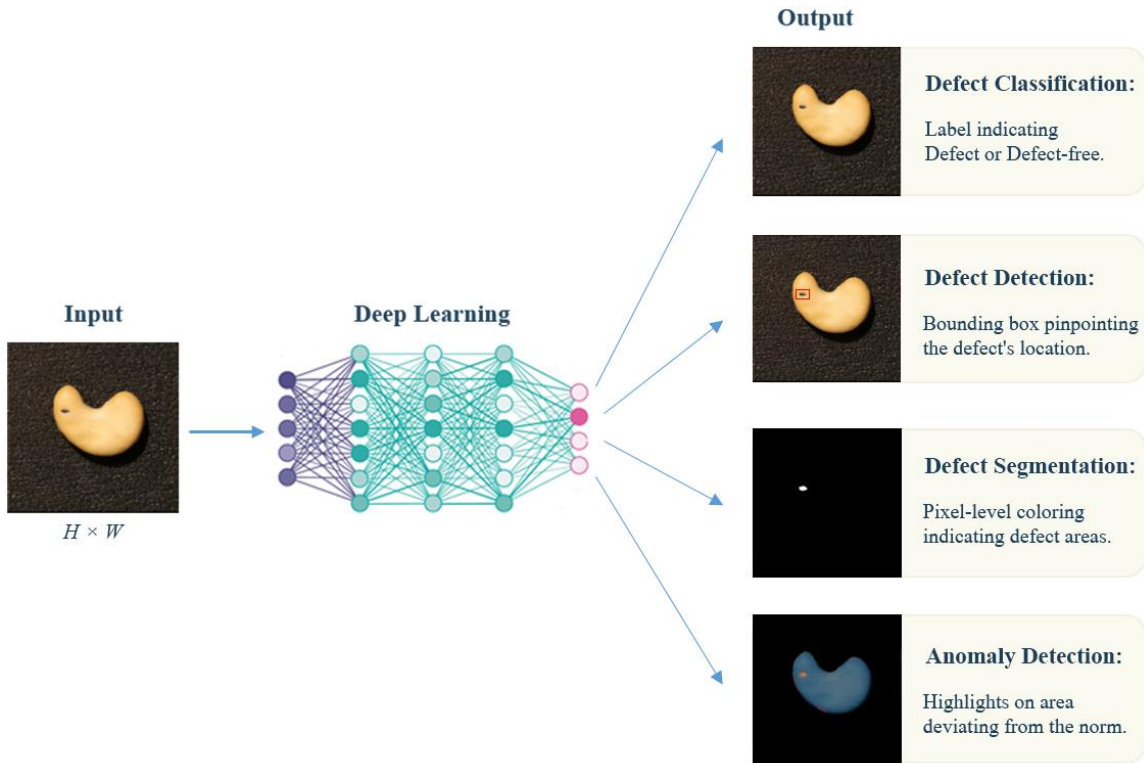 Output
Defect Classification:
Label indicating
Defect or Defect-free.
Defect Detection:
Bounding box pinpointing
the defect's location.
Input
Deep Learning
H × W
Defect Segmentation:
Pixel-level coloring
indicating defect areas.
Anomaly Detection:
Highlights on area
deviating from the norm.